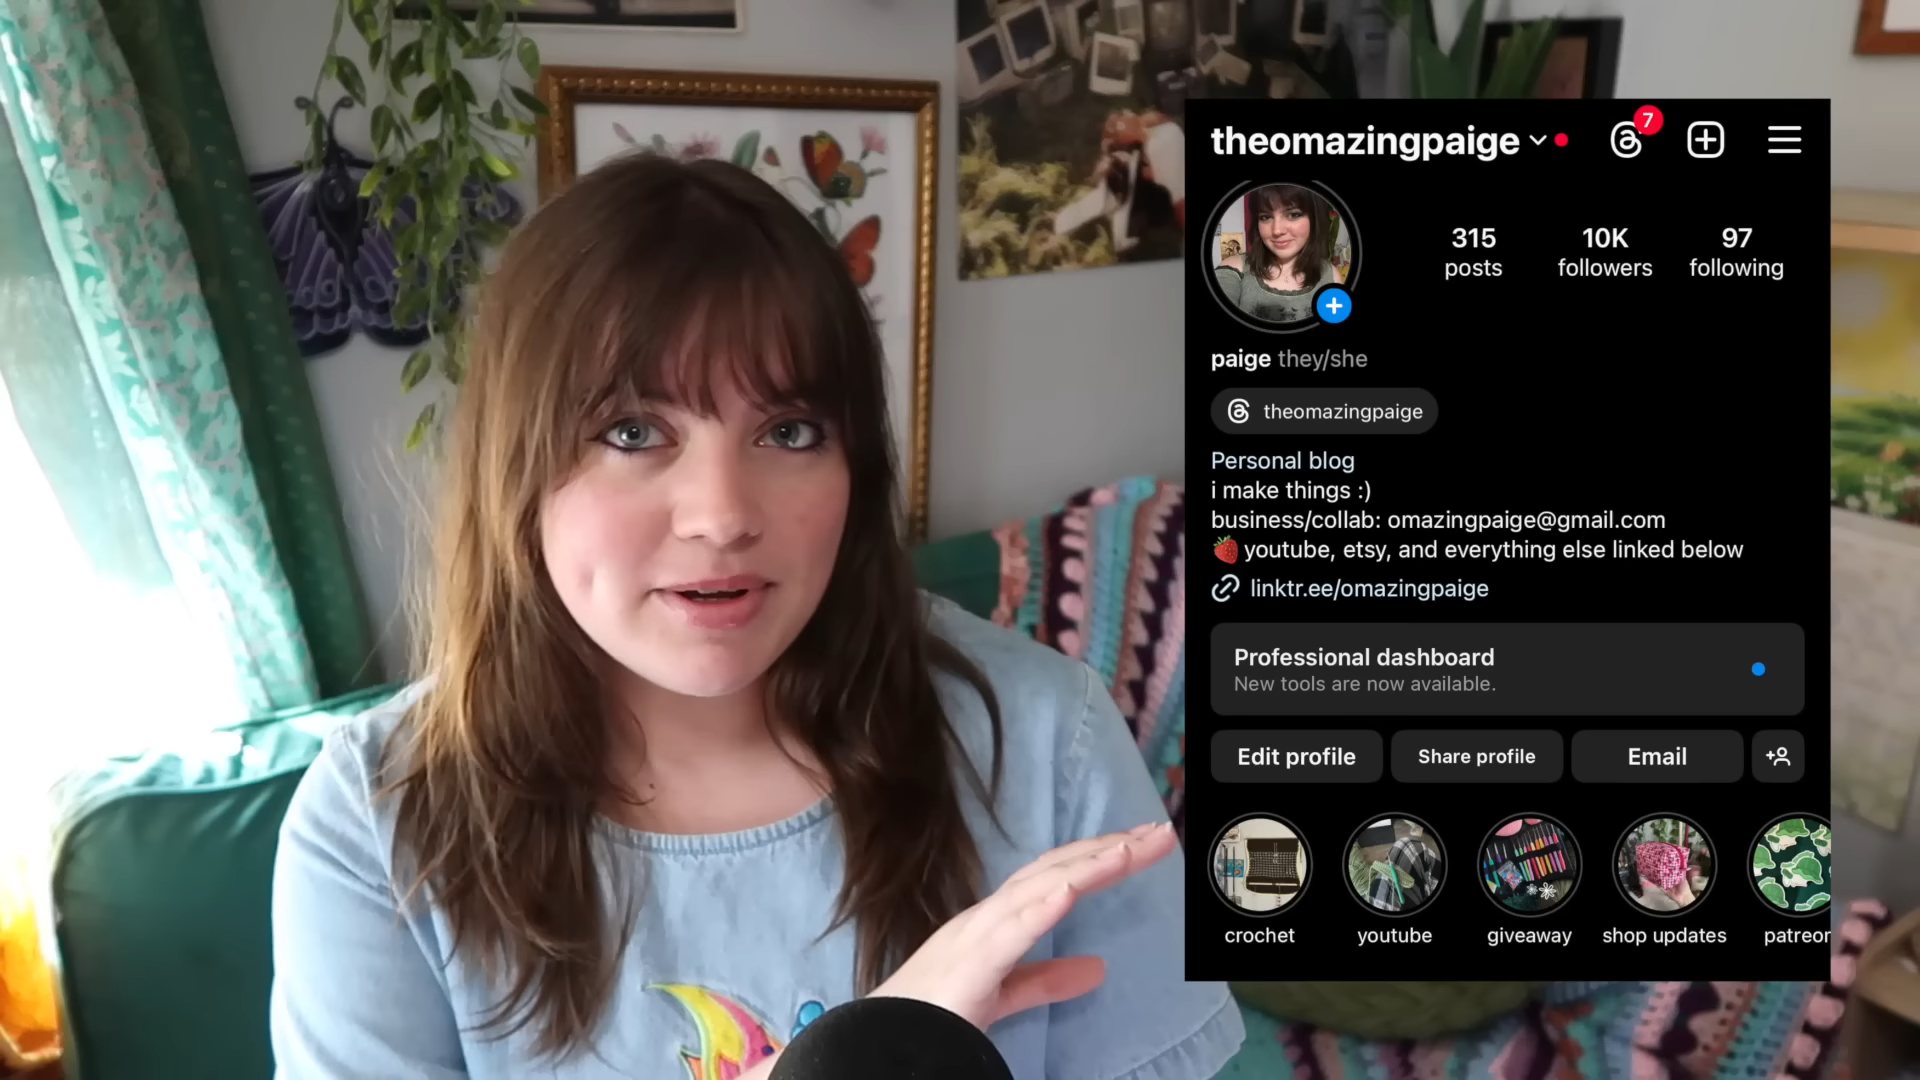 theomazingpaige
7
315
posts
10K
followers
97
following
paige they/she
theomazingpaige
Personal blog
i make things :)
business/collab: omazingpaige@gmail.com
🍓 youtube, etsy, and everything else linked below
linktr.ee/omazingpaige
Professional dashboard
New tools are now available.
Edit profile
Share profile
Email
crochet
youtube
giveaway
shop updates
patreon